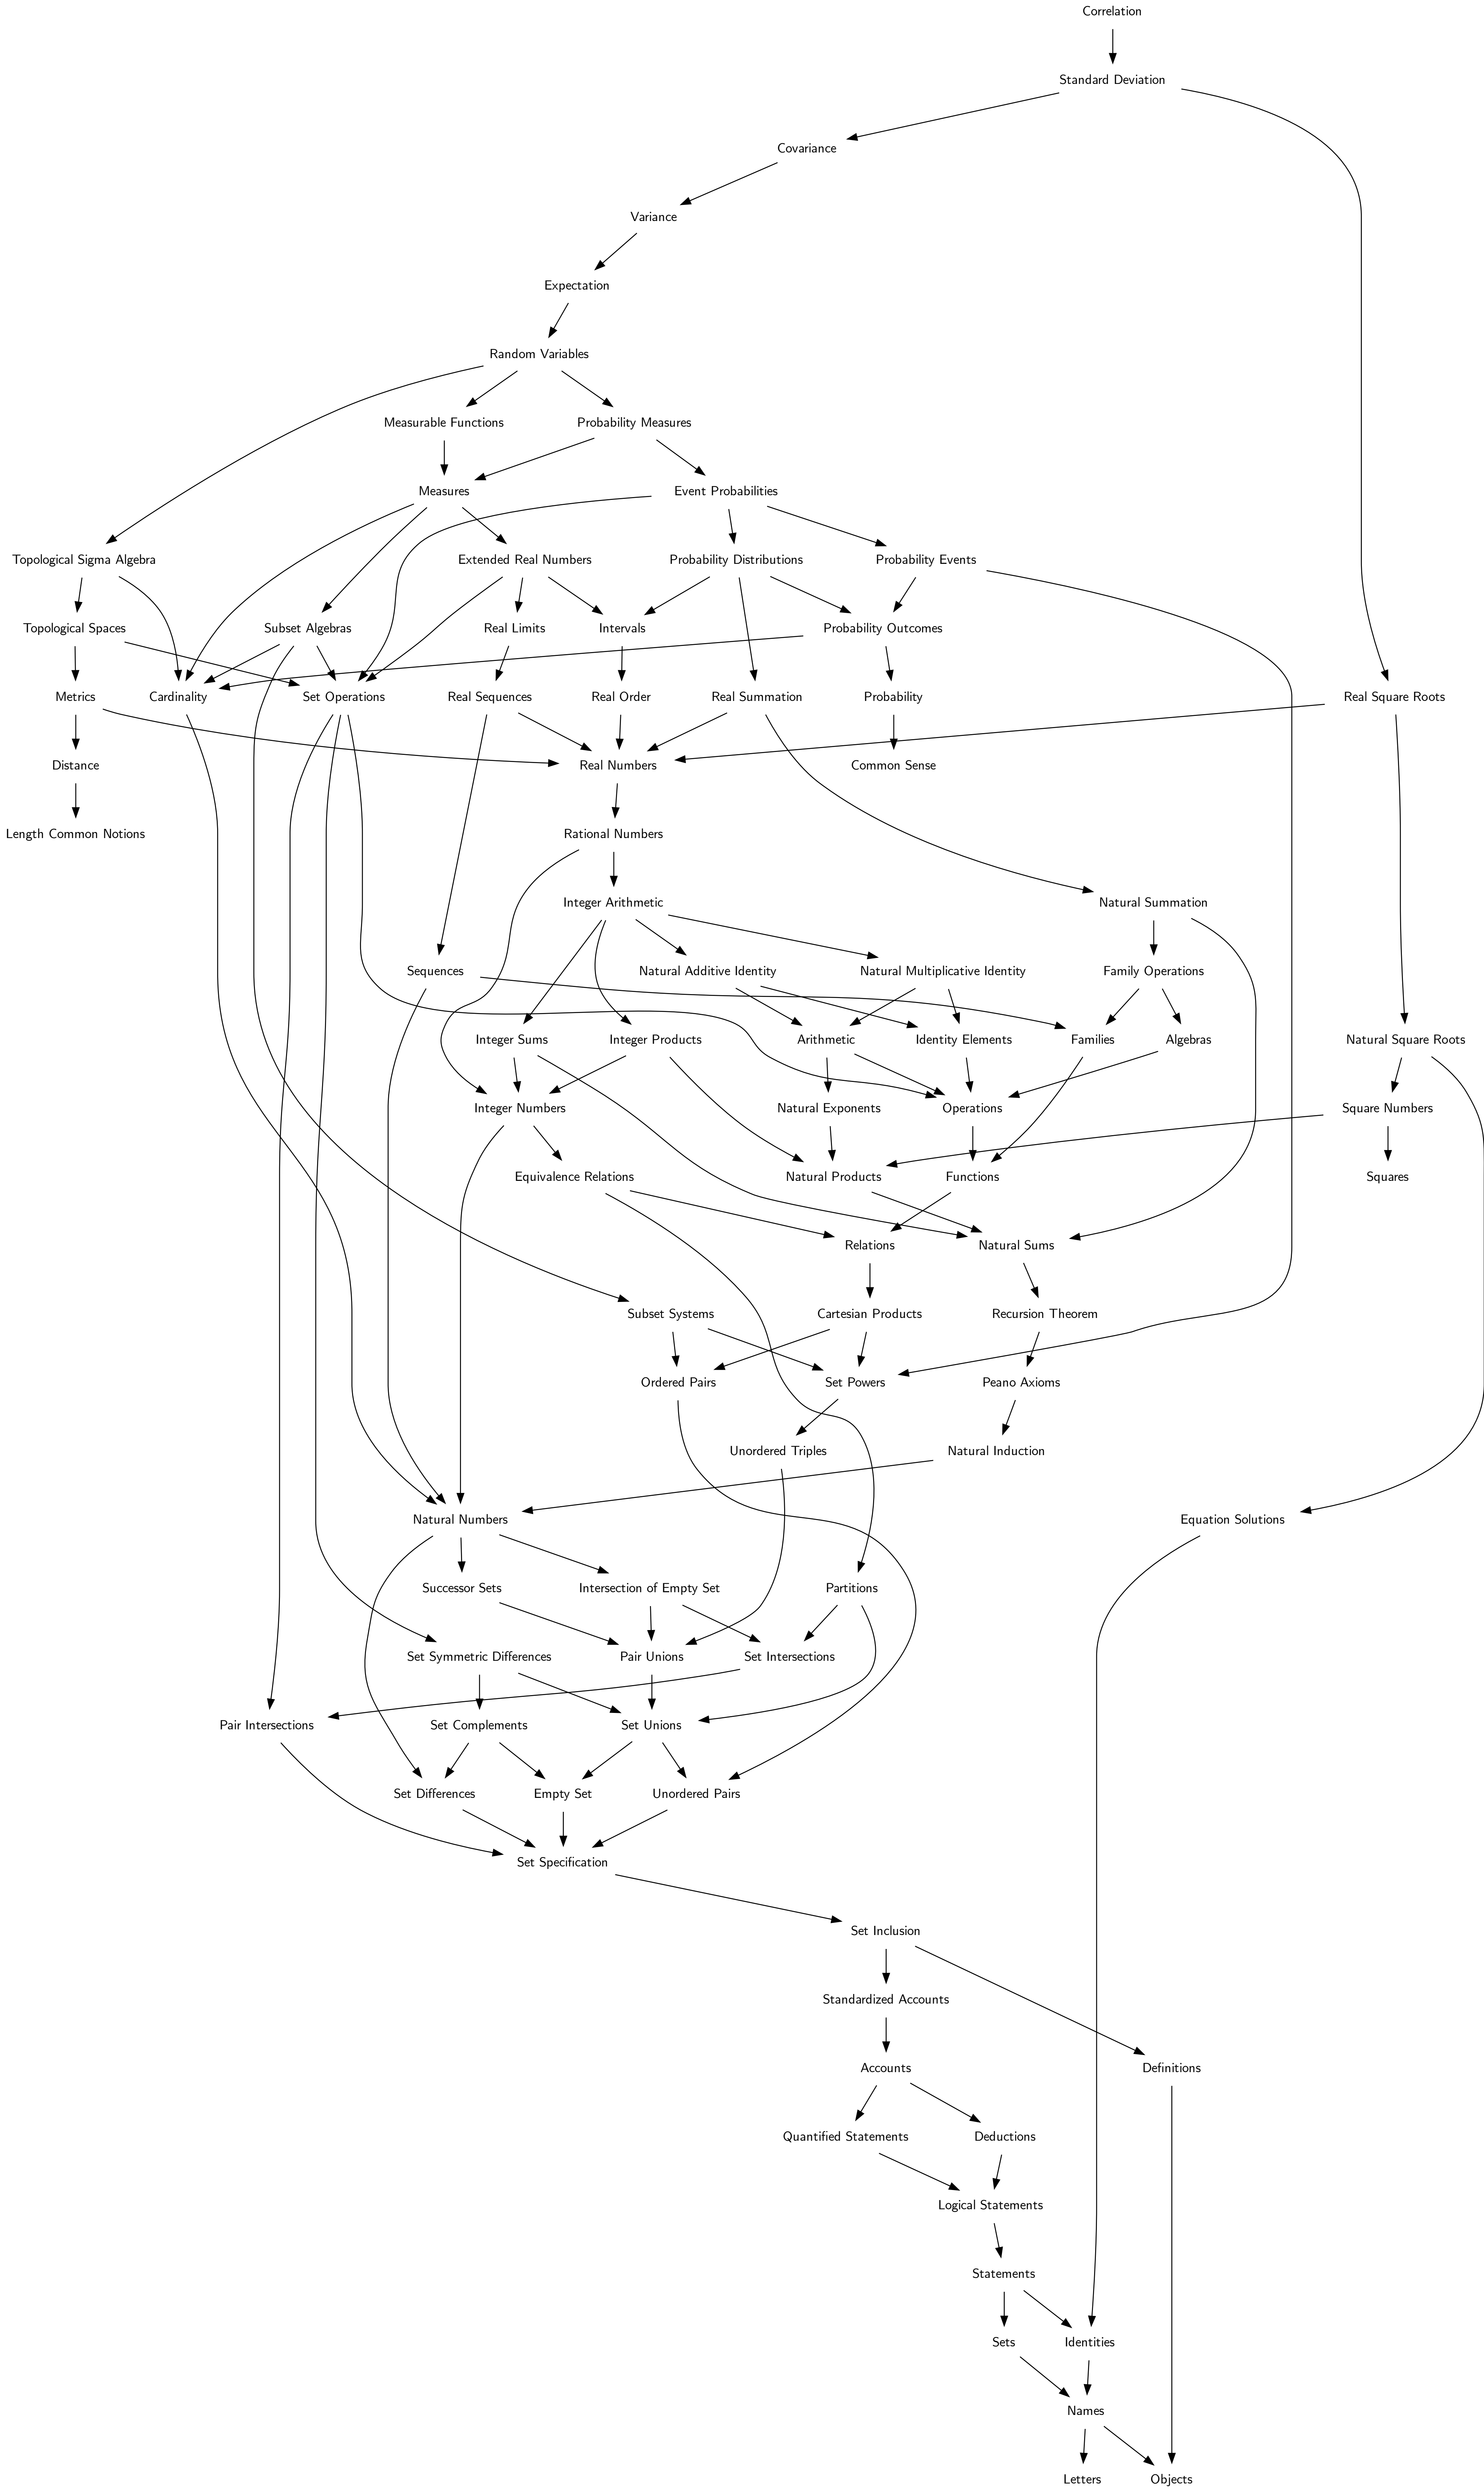 Correlation
Standard Deviation
Covariance
Variance
Expectation
Random Variables
Measurable Functions
Probability Measures
Measures
Event Probabilities
Topological Sigma Algebra
Extended Real Numbers
Probability Distributions
Probability Events
Topological Spaces
Subset Algebras
Real Limits
Intervals
Probability Outcomes
Metrics
Cardinality
Set Operations
Real Sequences
Real Order
Real Summation
Probability
Real Square Roots
Distance
Real Numbers
Common Sense
Length Common Notions
Rational Numbers
Integer Arithmetic
Natural Summation
Sequences
Natural Additive Identity
Natural Multiplicative Identity
Family Operations
Integer Sums
Integer Products
Arithmetic
Identity Elements
Families
Algebras
Natural Square Roots
Integer Numbers
Natural Exponents
Operations
Square Numbers
Equivalence Relations
Natural Products
Functions
Squares
Relations
Natural Sums
Subset Systems
Cartesian Products
Recursion Theorem
Ordered Pairs
Set Powers
Peano Axioms
Unordered Triples
Natural Induction
Natural Numbers
Equation Solutions
Successor Sets
Intersection of Empty Set
Partitions
Set Symmetric Differences
Pair Unions
Set Intersections
Pair Intersections
Set Complements
Set Unions
Set Differences
Empty Set
Unordered Pairs
Set Specification
Set Inclusion
Standardized Accounts
Accounts
Definitions
Quantified Statements
Deductions
Logical Statements
Statements
Sets
Identities
Names
Letters
Objects